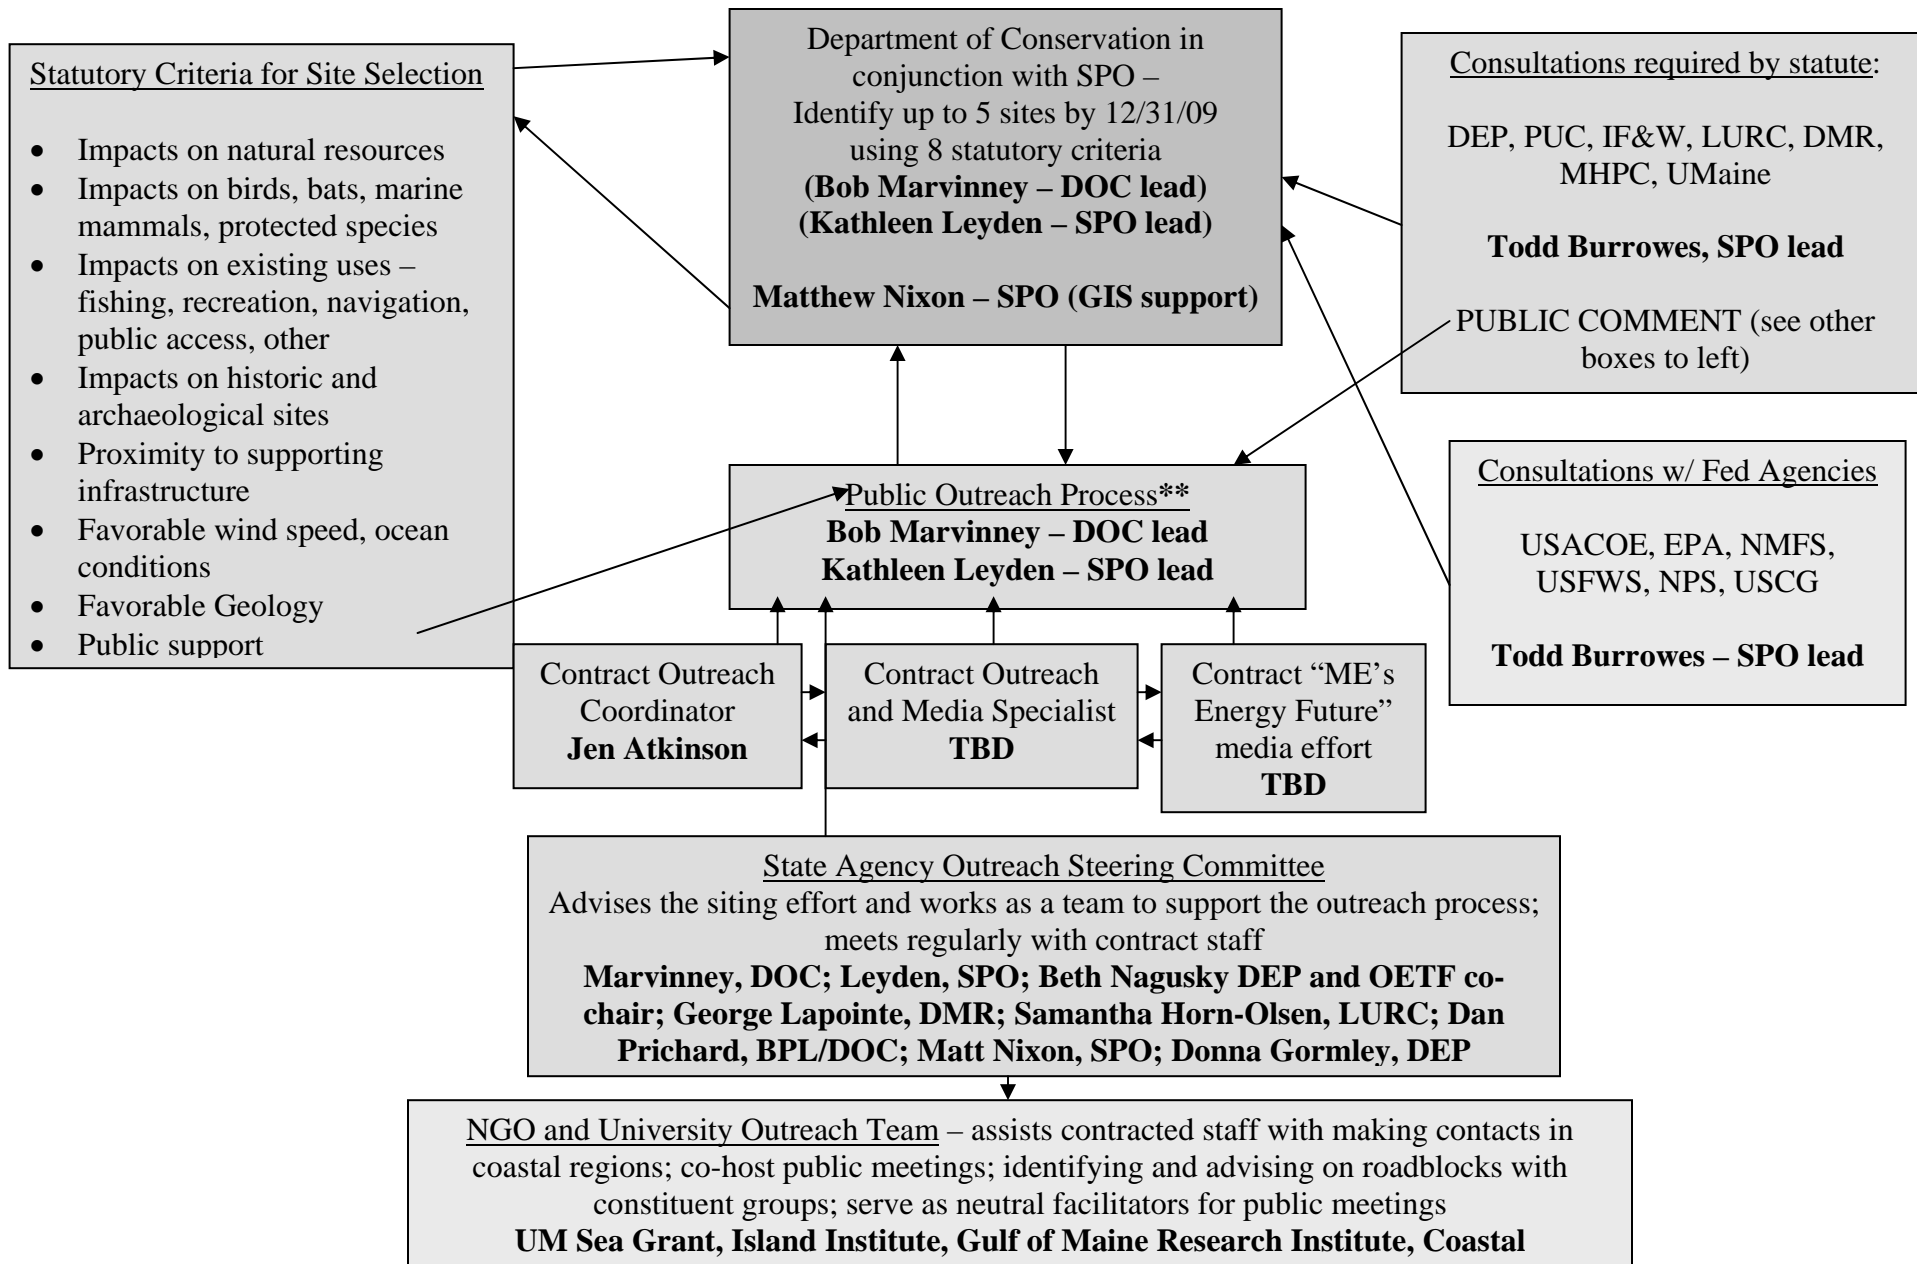 Statutory Criteria for Site Selection
• Impacts on natural resources
• Impacts on birds, bats, marine
mammals, protected species
• Impacts on existing uses –
fishing, recreation, navigation,
public access, other
• Impacts on historic and
archaeological sites
• Proximity to supporting
infrastructure
• Favorable wind speed, ocean
conditions
• Favorable Geology
• Public support
Department of Conservation in
conjunction with SPO –
Identify up to 5 sites by 12/31/09
using 8 statutory criteria
(Bob Marvinney – DOC lead)
(Kathleen Leyden – SPO lead)
Matthew Nixon – SPO (GIS support)
Consultations required by statute:
DEP, PUC, IF&W, LURC, DMR,
MHPC, UMaine
Todd Burrowes, SPO lead
PUBLIC COMMENT (see other
boxes to left)
Consultations w/ Fed Agencies
USACOE, EPA, NMFS,
USFWS, NPS, USCG
Todd Burrowes – SPO lead
Public Outreach Process**
Bob Marvinney – DOC lead
Kathleen Leyden – SPO lead
Contract Outreach
Coordinator
Jen Atkinson
Contract Outreach
and Media Specialist
TBD
Contract “ME’s
Energy Future”
media effort
TBD
State Agency Outreach Steering Committee
Advises the siting effort and works as a team to support the outreach process;
meets regularly with contract staff
Marvinney, DOC; Leyden, SPO; Beth Nagusky DEP and OETF co-
chair; George Lapointe, DMR; Samantha Horn-Olsen, LURC; Dan
Prichard, BPL/DOC; Matt Nixon, SPO; Donna Gormley, DEP
NGO and University Outreach Team – assists contracted staff with making contacts in
coastal regions; co-host public meetings; identifying and advising on roadblocks with
constituent groups; serve as neutral facilitators for public meetings
UM Sea Grant, Island Institute, Gulf of Maine Research Institute, Coastal